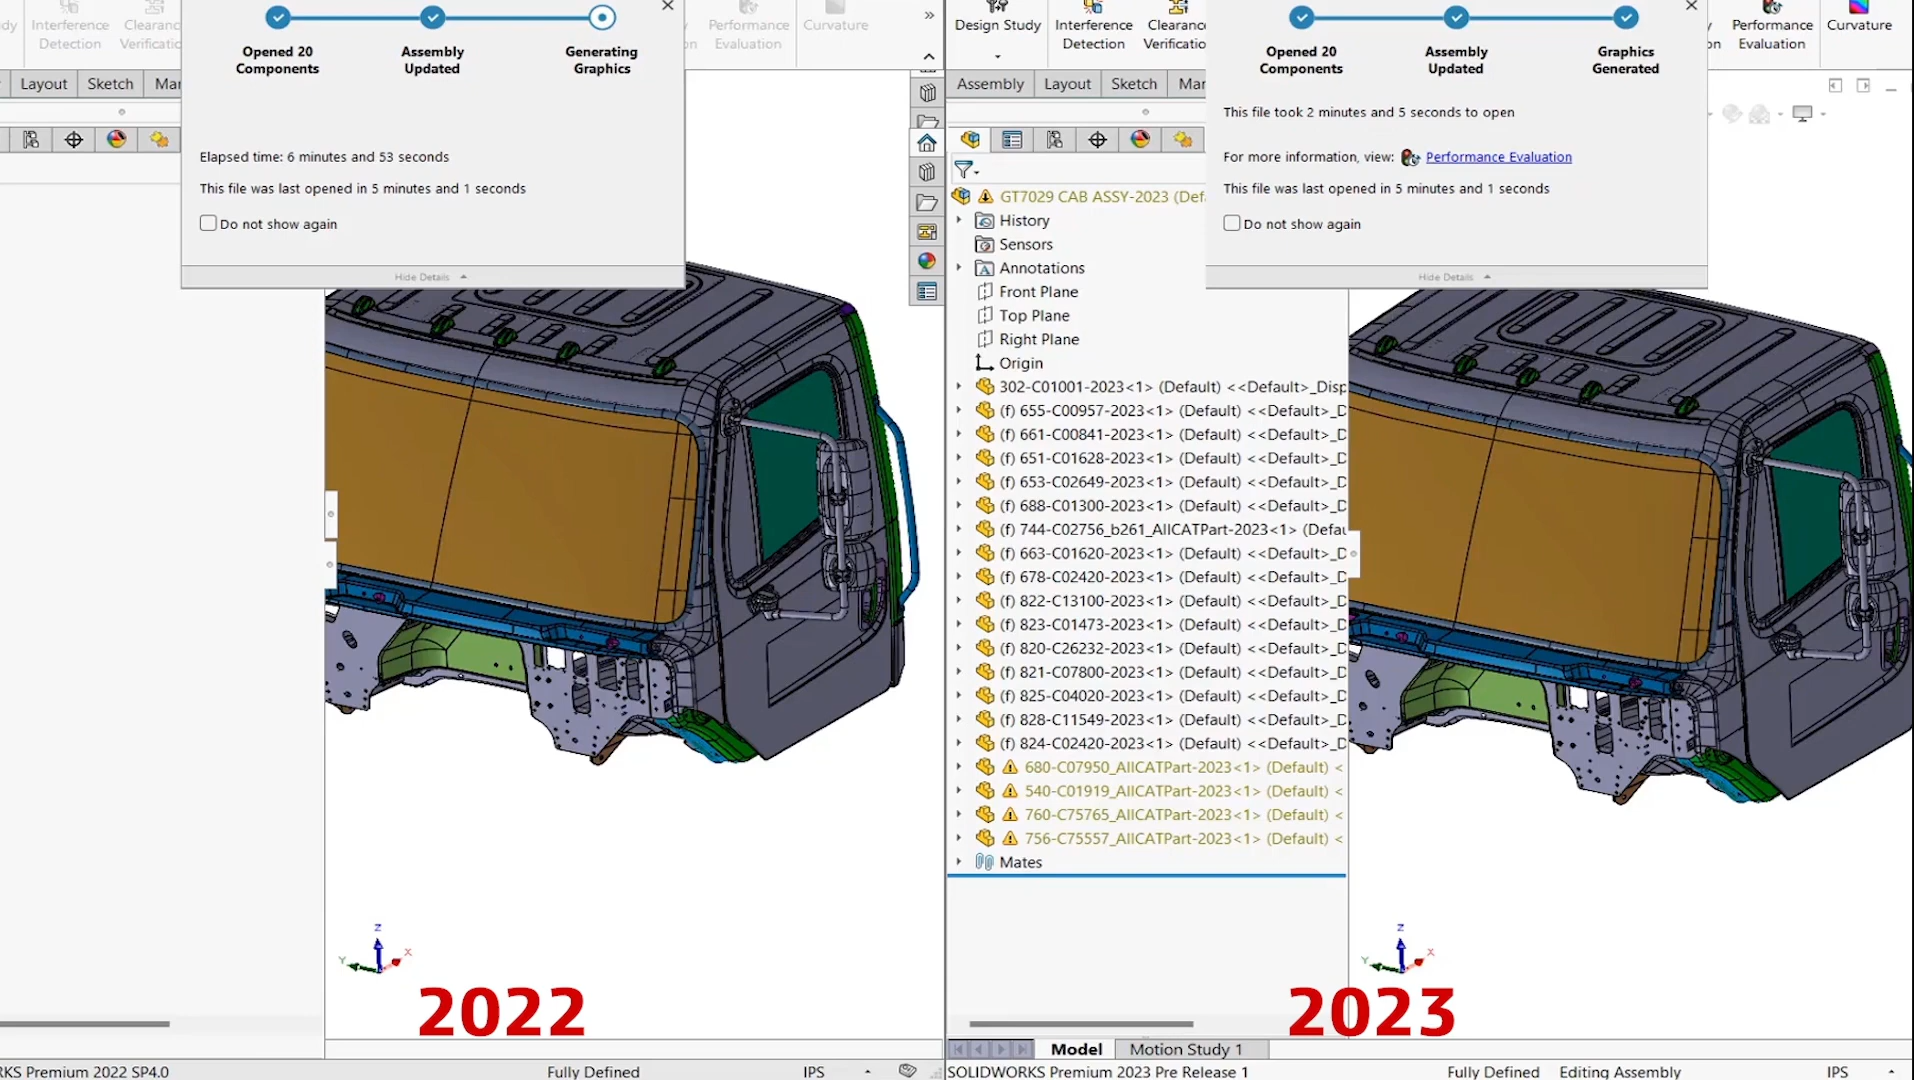 Interference
Detection
Clearanc
Verificatio
Performance
Evaluation
Curvature
Layout
Sketch
Mar
Opened 20
Components
Assembly
Updated
Generating
Graphics
Elapsed time: 6 minutes and 53 seconds
This file was last opened in 5 minutes and 1 seconds
Do not show again
Hide Details
2022
KS Premium 2022 SP4.0
Fully Defined
IPS
Design Study
Interference
Detection
Clearanc
Verificatio
Performance
Evaluation
Curvature
Assembly
Layout
Sketch
Mar
Opened 20
Components
Assembly
Updated
Graphics
Generated
This file took 2 minutes and 5 seconds to open
For more information, view: Performance Evaluation
This file was last opened in 5 minutes and 1 seconds
Do not show again
Hide Details
GT7029 CAB ASSY-2023 (Def
History
Sensors
Annotations
Front Plane
Top Plane
Right Plane
Origin
302-C01001-2023<1> (Default) <<Default>_Disp
(f) 655-C00957-2023<1> (Default) <<Default>_D
(f) 661-C00841-2023<1> (Default) <<Default>_D
(f) 651-C01628-2023<1> (Default) <<Default>_D
(f) 653-C02649-2023<1> (Default) <<Default>_D
(f) 688-C01300-2023<1> (Default) <<Default>_D
(f) 744-C02756_b261_AllCATPart-2023<1> (Defau
(f) 663-C01620-2023<1> (Default) <<Default>_D
(f) 678-C02420-2023<1> (Default) <<Default>_D
(f) 822-C13100-2023<1> (Default) <<Default>_D
(f) 823-C01473-2023<1> (Default) <<Default>_D
(f) 820-C26232-2023<1> (Default) <<Default>_D
(f) 821-C07800-2023<1> (Default) <<Default>_D
(f) 825-C04020-2023<1> (Default) <<Default>_D
(f) 828-C11549-2023<1> (Default) <<Default>_D
(f) 824-C02420-2023<1> (Default) <<Default>_D
680-C07950_AllCATPart-2023<1> (Default) <
540-C01919_AllCATPart-2023<1> (Default) <
760-C75765_AllCATPart-2023<1> (Default) <
756-C75557_AllCATPart-2023<1> (Default) <
Mates
2023
Model
Motion Study 1
SOLIDWORKS Premium 2023 Pre Release 1
Fully Defined
Editing Assembly
IPS